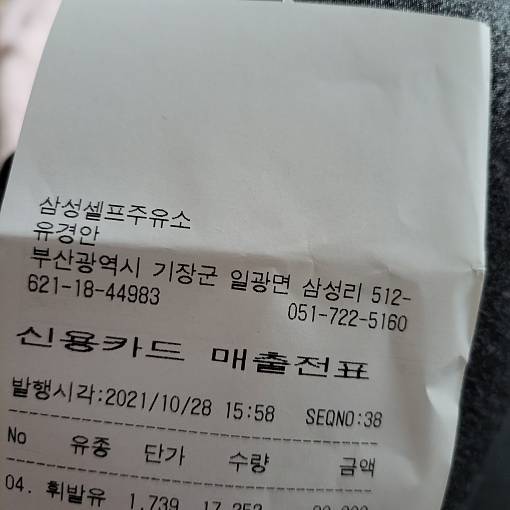 삼성셀프주유소
유경안
부산광역시 기장군 일광면 삼성리 512-
621-18-44983 051-722-5160
신용카드 매출전표
발행시각:2021/10/28 15:58 SEQNO:38
No 유종 단가 수량 금액
04. 휘발유 1,739